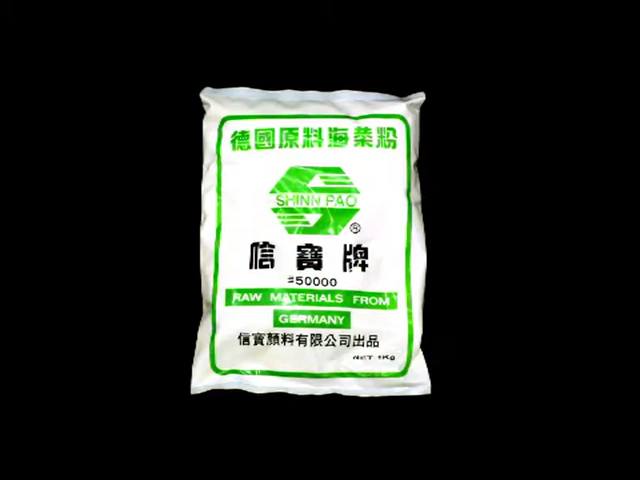 德國原料海菜粉
SHINN PAO
®
信寶牌
#50000
RAW MATERIALS FROM
GERMANY
信寶顏料有限公司出品
NET 1KG